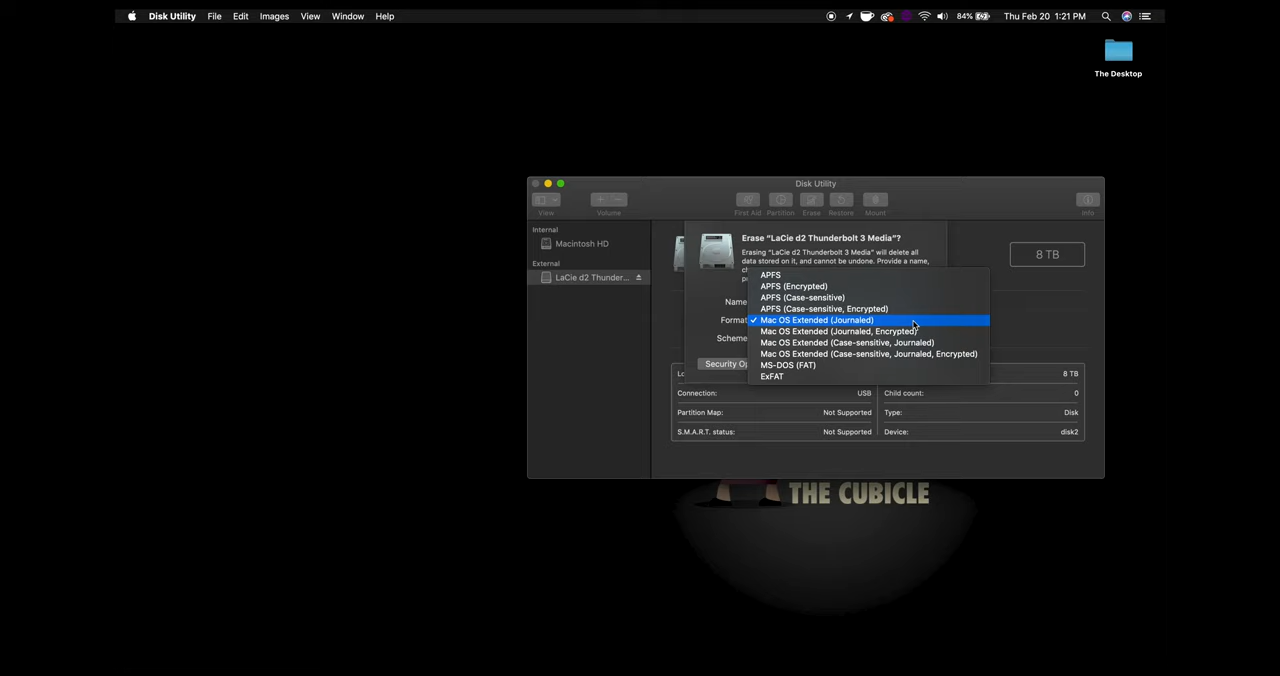 Disk Utility File Edit Images View Window Help 84% Thu Feb 20 1:21 PM
The Desktop
Disk Utility
View Volume First Aid Partition Erase Restore Mount Info
Internal
Macintosh HD
External
LaCie d2 Thunder...
Erase “LaCie d2 Thunderbolt 3 Media”?
Erasing “LaCie d2 Thunderbolt 3 Media” will delete all
data stored on it, and cannot be undone. Provide a name,
8 TB
APFS
APFS (Encrypted)
APFS (Case-sensitive)
APFS (Case-sensitive, Encrypted)
Name
Format
✓ Mac OS Extended (Journaled)
Mac OS Extended (Journaled, Encrypted)
Scheme
Mac OS Extended (Case-sensitive, Journaled)
Mac OS Extended (Case-sensitive, Journaled, Encrypted)
Security Op
MS-DOS (FAT)
ExFAT
8 TB
Connection: USB Child count: 0
Partition Map: Not Supported Type: Disk
S.M.A.R.T. status: Not Supported Device: disk2
THE CUBICLE